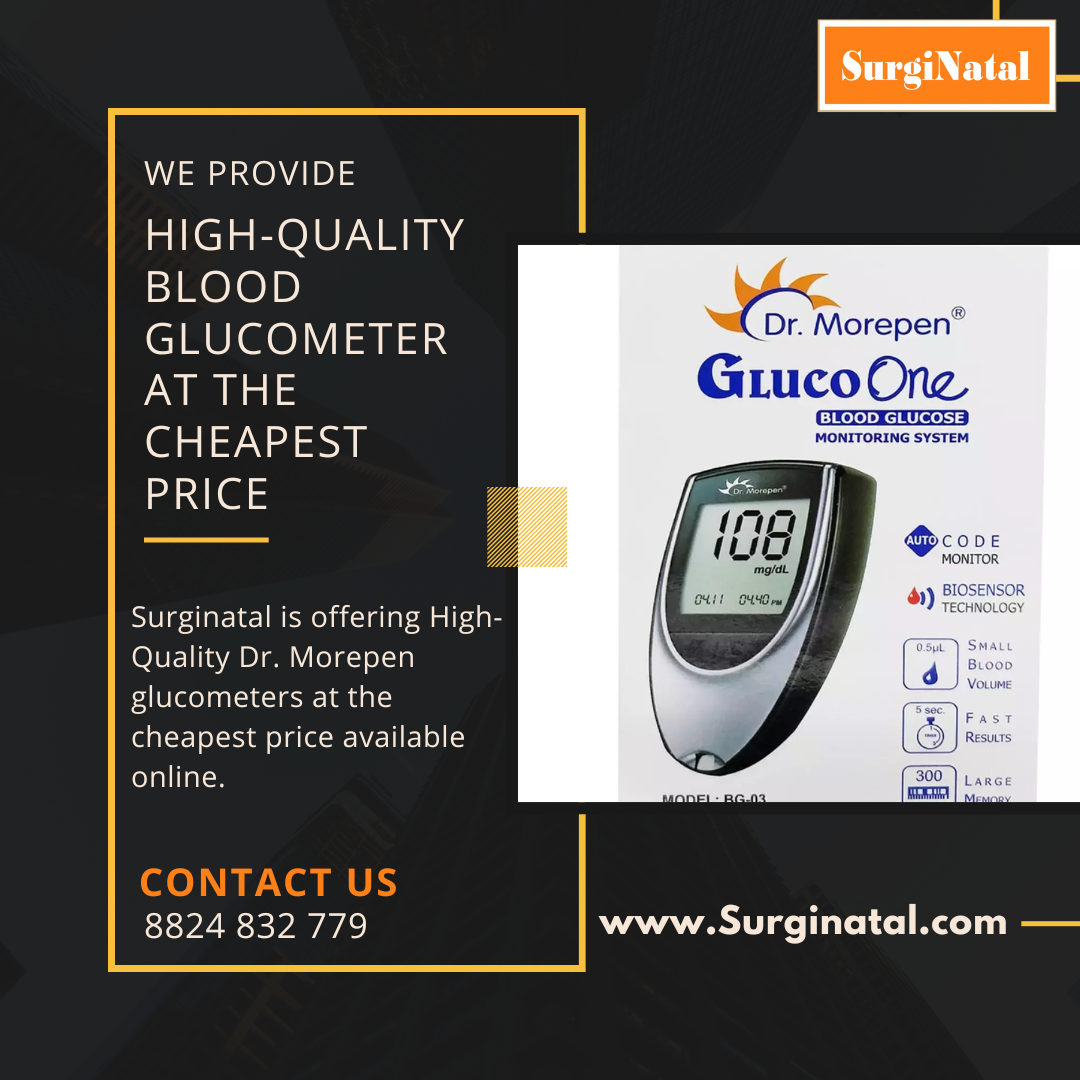 SurgiNatal
WE PROVIDE
HIGH-QUALITY
BLOOD
GLUCOMETER
AT THE
CHEAPEST
PRICE
Surginatal is offering High-
Quality Dr. Morepen
glucometers at the
cheapest price available
online.
CONTACT US
8824 832 779
Dr. Morepen®
GLUCO One
BLOOD GLUCOSE
MONITORING SYSTEM
Dr. Morepen®
108
mg/dL
04.11 04.40 PM
AUTO CODE
MONITOR
BIOSENSOR
TECHNOLOGY
0.5µL
SMALL
BLOOD
VOLUME
5 sec.
FAST
RESULTS
300
LARGE
MEMORY
MODEL: BG-03
www.Surginatal.com